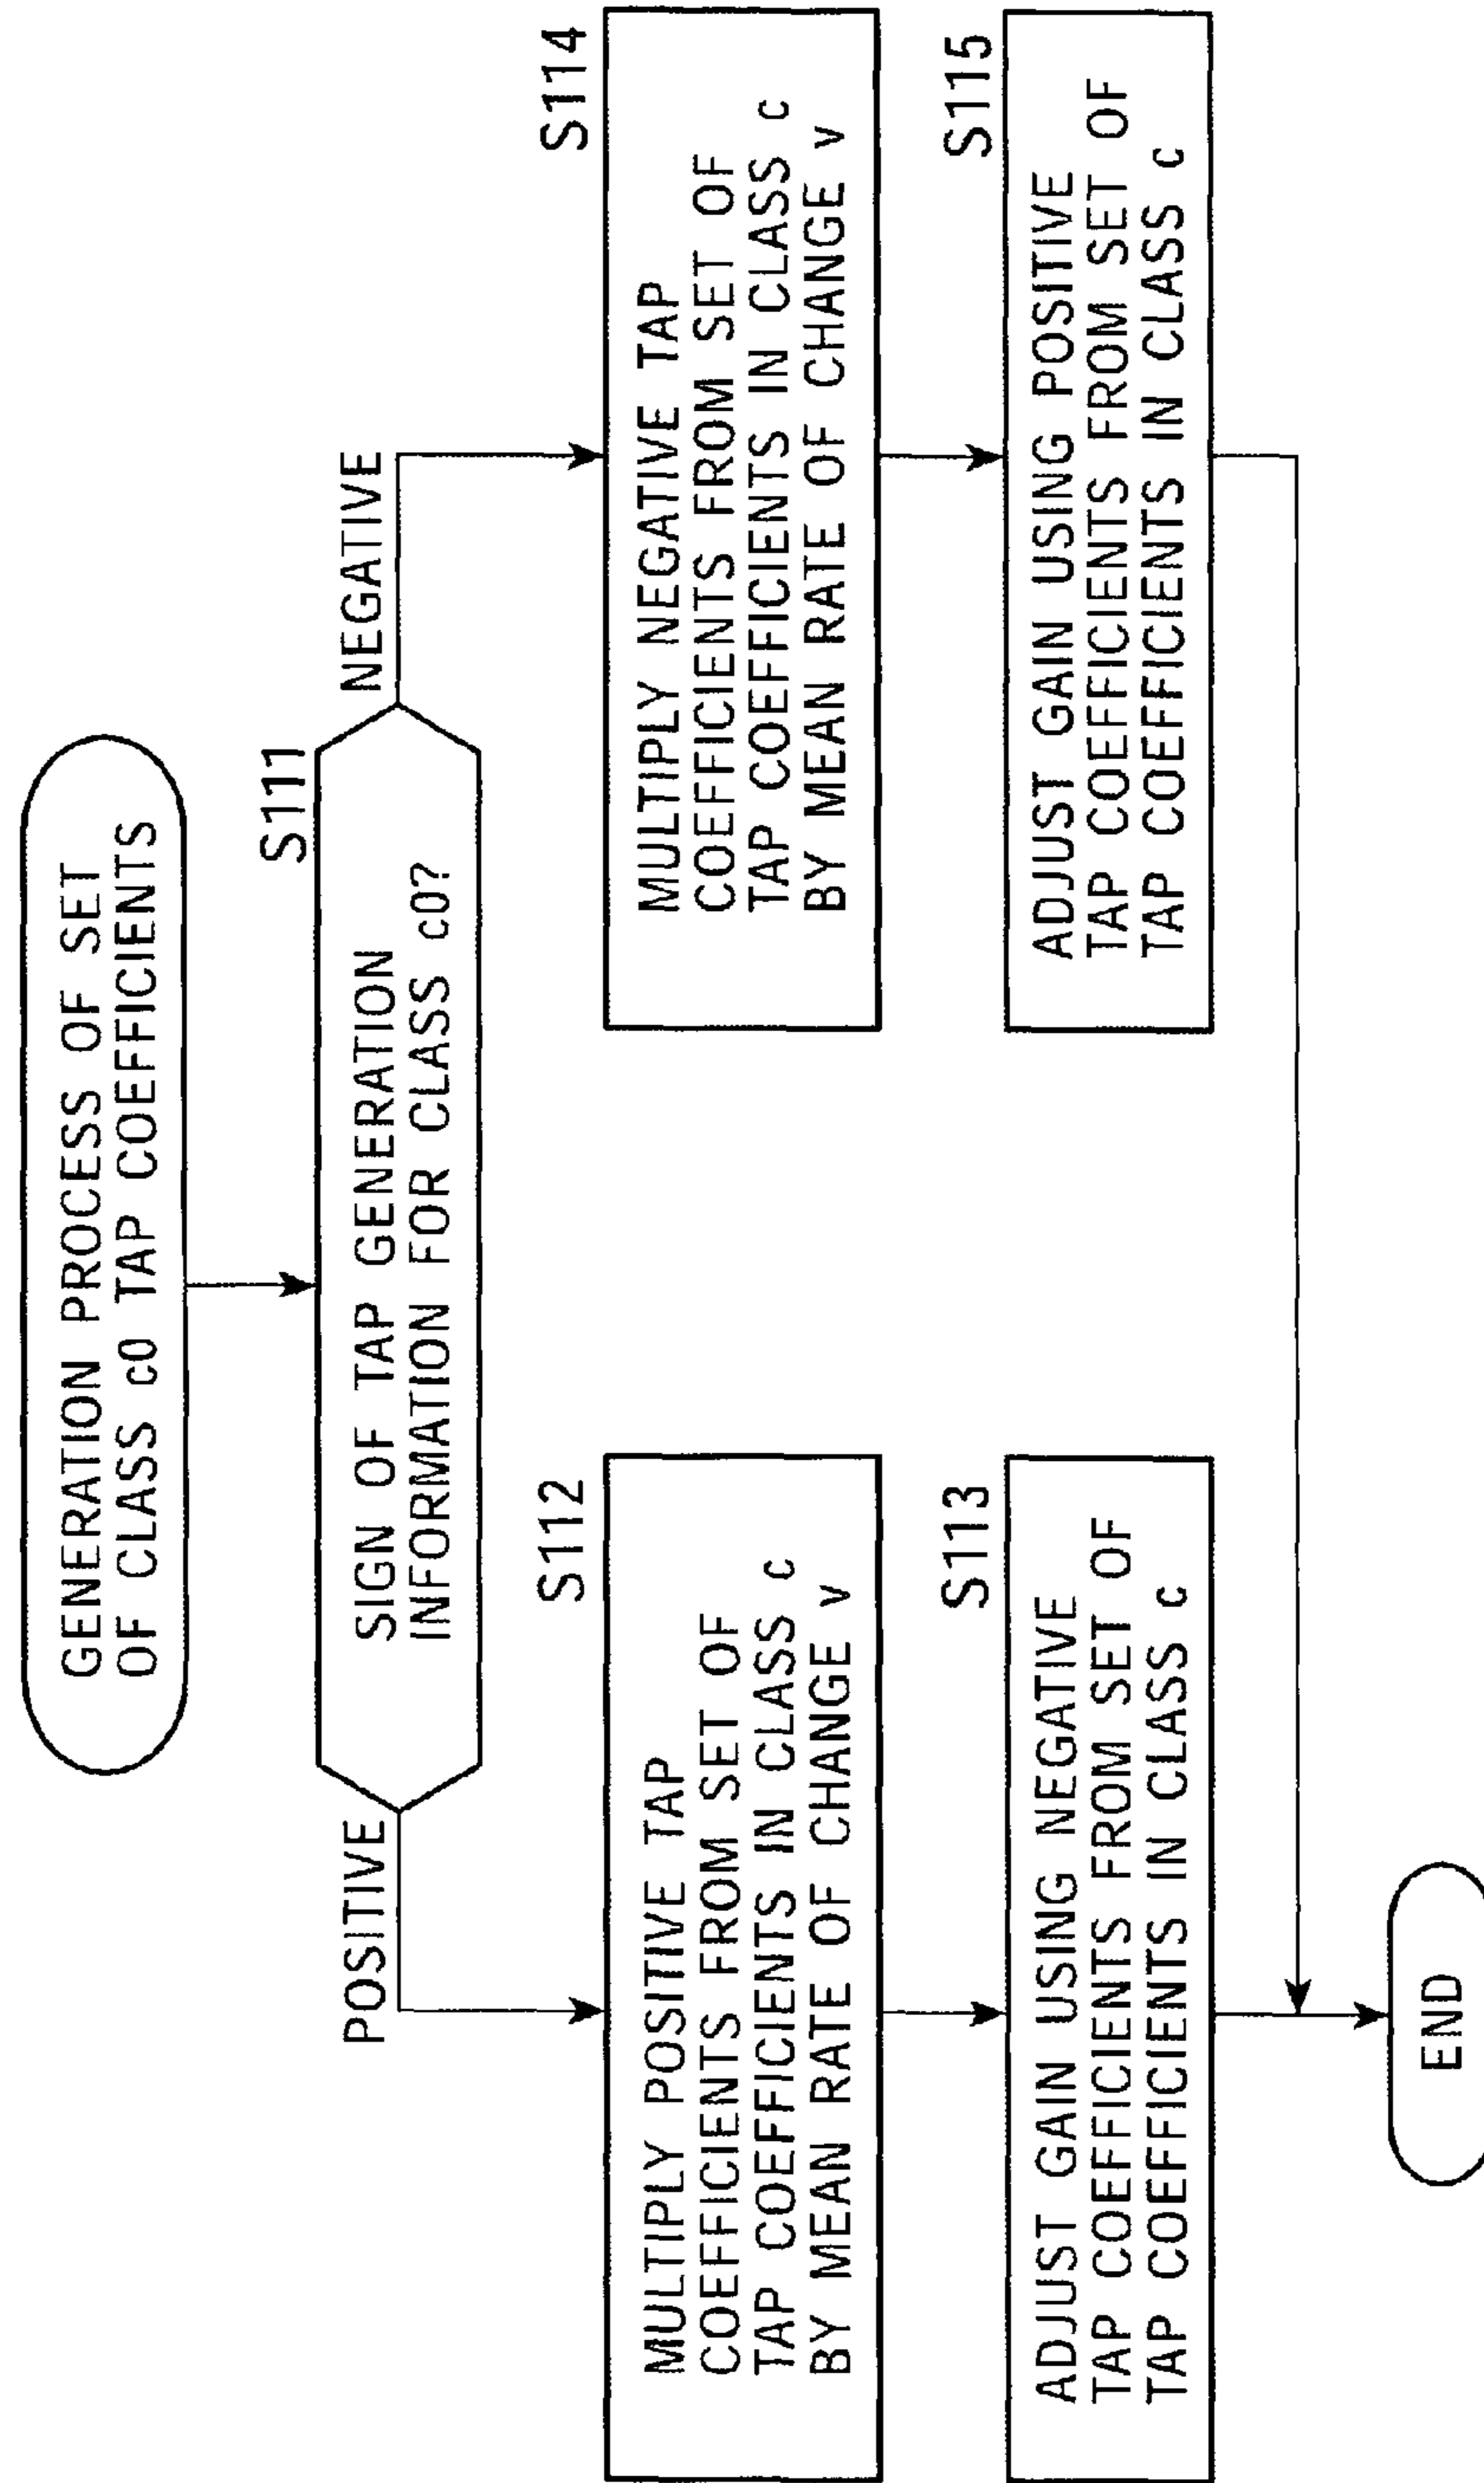 GENERATION PROCESS OF SET
OF CLASS c0 TAP COEFFICIENTS
S111
SIGN OF TAP GENERATION
INFORMATION FOR CLASS c0?
POSITIVE
NEGATIVE
S112
MULTIPLY POSITIVE TAP
COEFFICIENTS FROM SET OF
TAP COEFFICIENTS IN CLASS c
BY MEAN RATE OF CHANGE v
S113
ADJUST GAIN USING NEGATIVE
TAP COEFFICIENTS FROM SET OF
TAP COEFFICIENTS IN CLASS c
S114
MULTIPLY NEGATIVE TAP
COEFFICIENTS FROM SET OF
TAP COEFFICIENTS IN CLASS c
BY MEAN RATE OF CHANGE v
S115
ADJUST GAIN USING POSITIVE
TAP COEFFICIENTS FROM SET OF
TAP COEFFICIENTS IN CLASS c
END